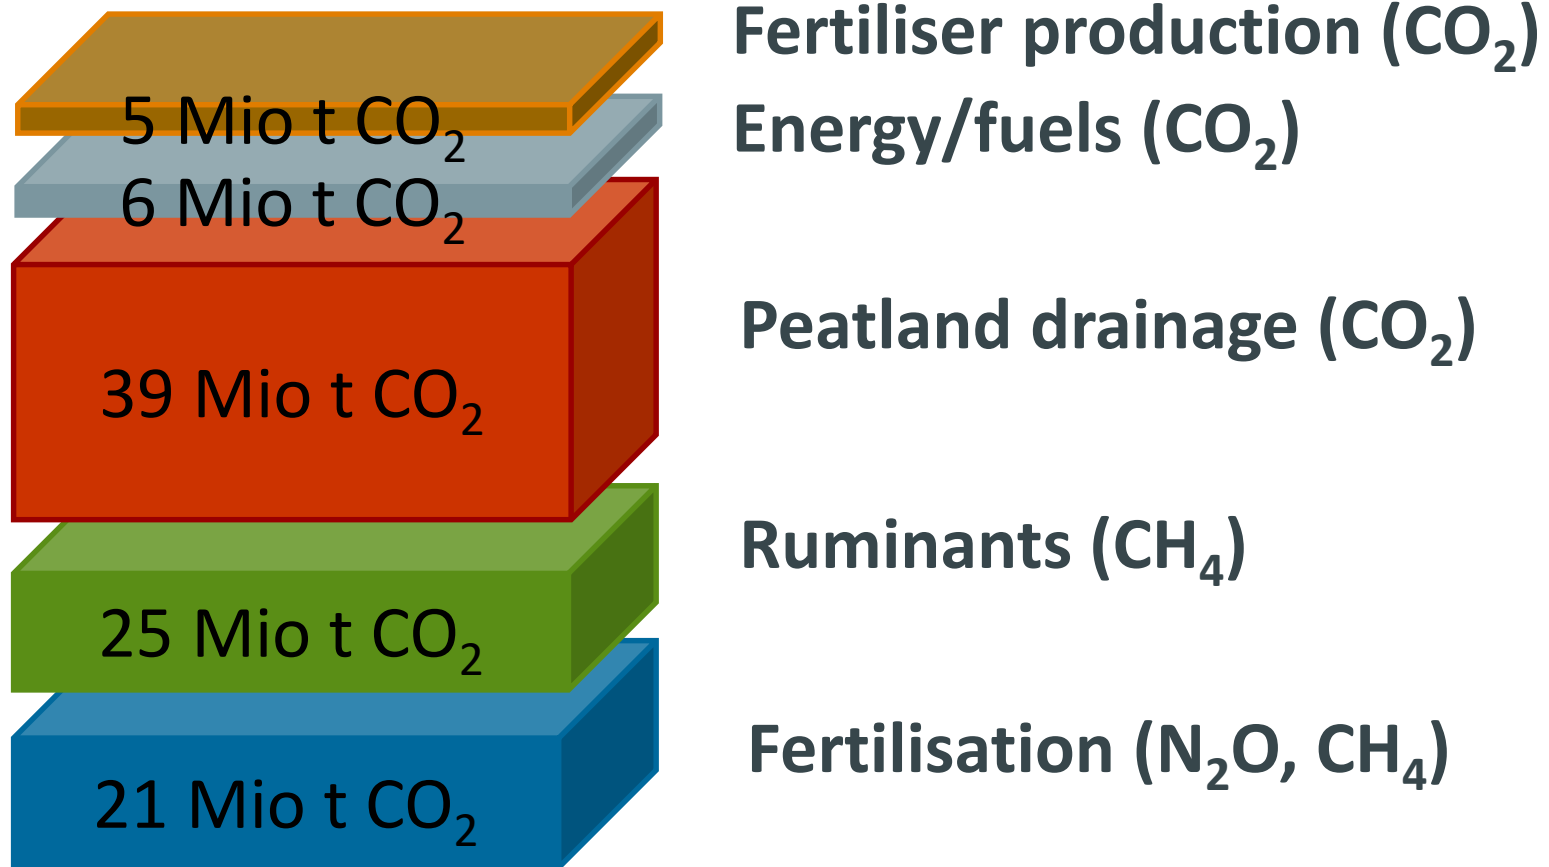 Fertiliser production (CO₂)
5 Mio t CO₂
Energy/fuels (CO₂)
6 Mio t CO₂
Peatland drainage (CO₂)
39 Mio t CO₂
Ruminants (CH₄)
25 Mio t CO₂
Fertilisation (N₂O, CH₄)
21 Mio t CO₂